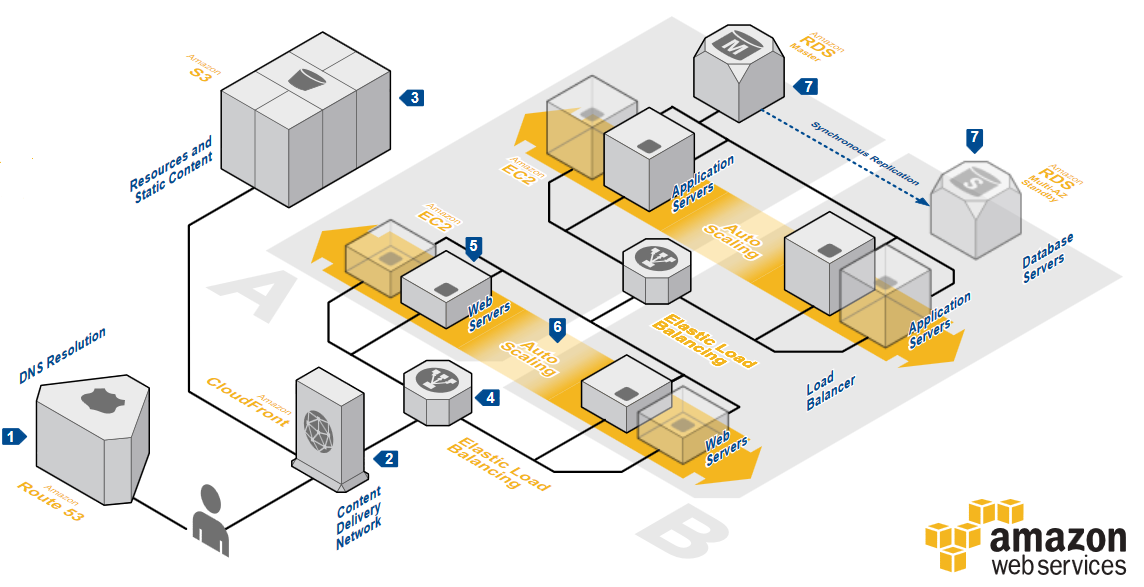 Amazon
S3
3
Resources and
Static Content
Amazon
RDS
Master
M
7
Synchronous Replication
7
S
Amazon
RDS
Multi-AZ
Standby
Database
Servers
Amazon
EC2
Application
Servers
Auto
Scaling
Application
Servers
Elastic Load
Balancing
Load
Balancer
A
Amazon
EC2
5
Web
Servers
6
Auto
Scaling
Web
Servers
4
Elastic Load
Balancing
B
DNS Resolution
1
Amazon
Route 53
Amazon
CloudFront
2
Content
Delivery
Network
amazon
web services